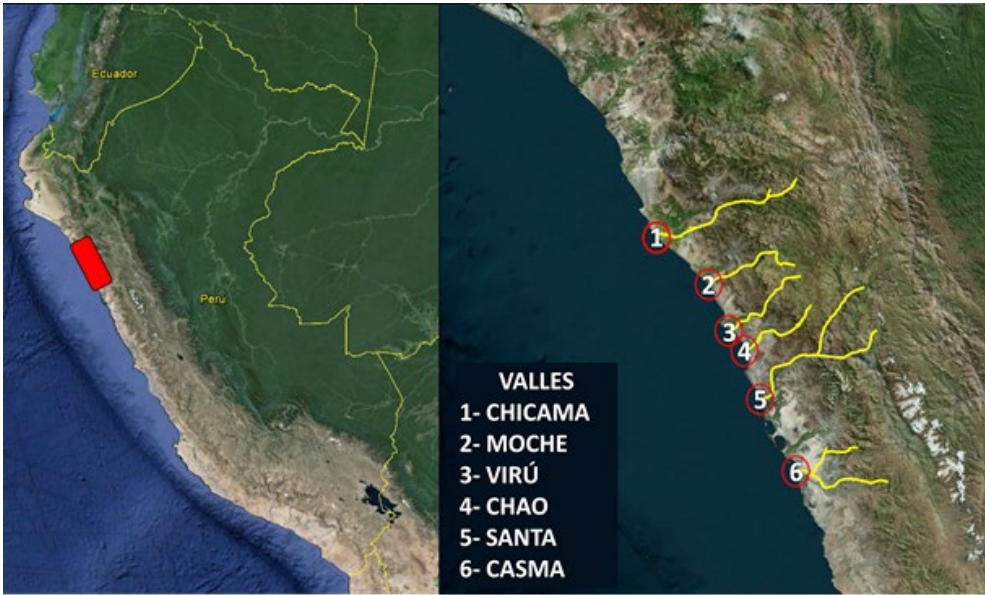 Ecuador
Peru
1
2
3
4
5
6
VALLES
1- CHICAMA
2- MOCHE
3- VIRÚ
4- CHAO
5- SANTA
6- CASMA